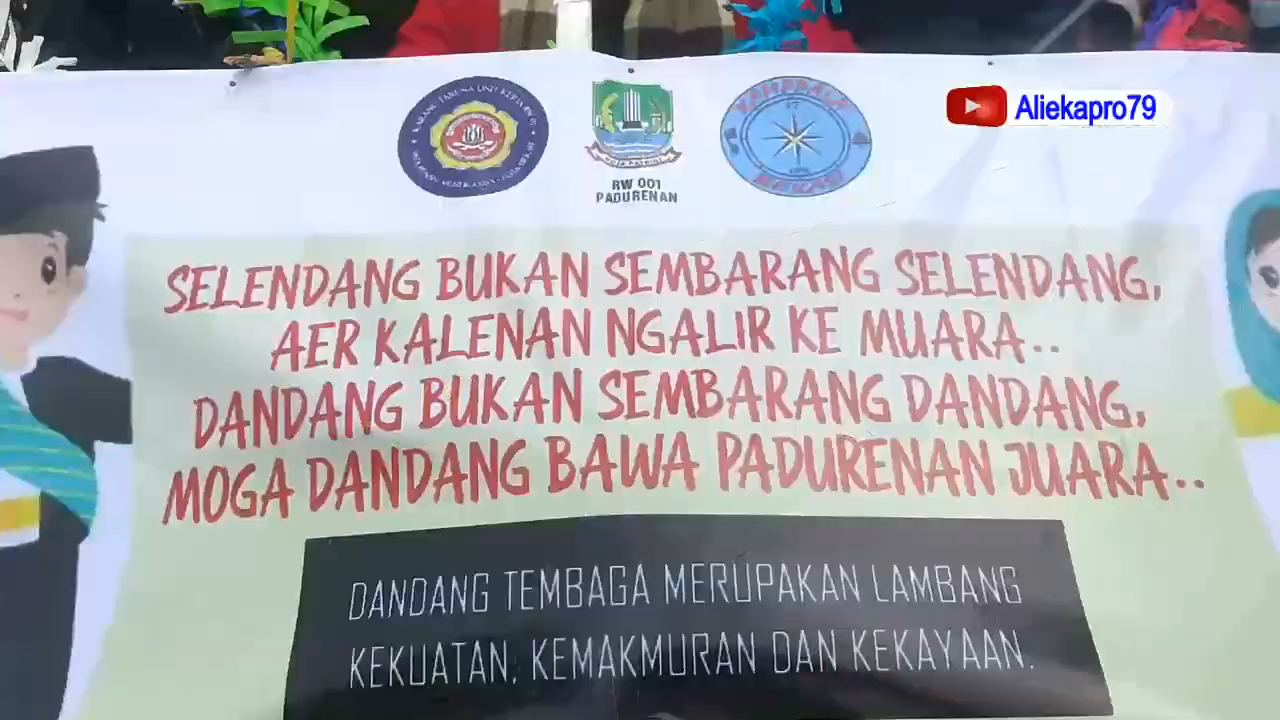 Aliekapro79
RW 001
PADURENAN
SELENDANG BUKAN SEMBARANG SELENDANG,
AER KALENAN NGALIR KE MUARA..
DANDANG BUKAN SEMBARANG DANDANG,
MOGA DANDANG BAWA PADURENAN JUARA..
DANDANG TEMBAGA MERUPAKAN LAMBANG
KEKUATAN, KEMAKMURAN DAN KEKAYAAN.